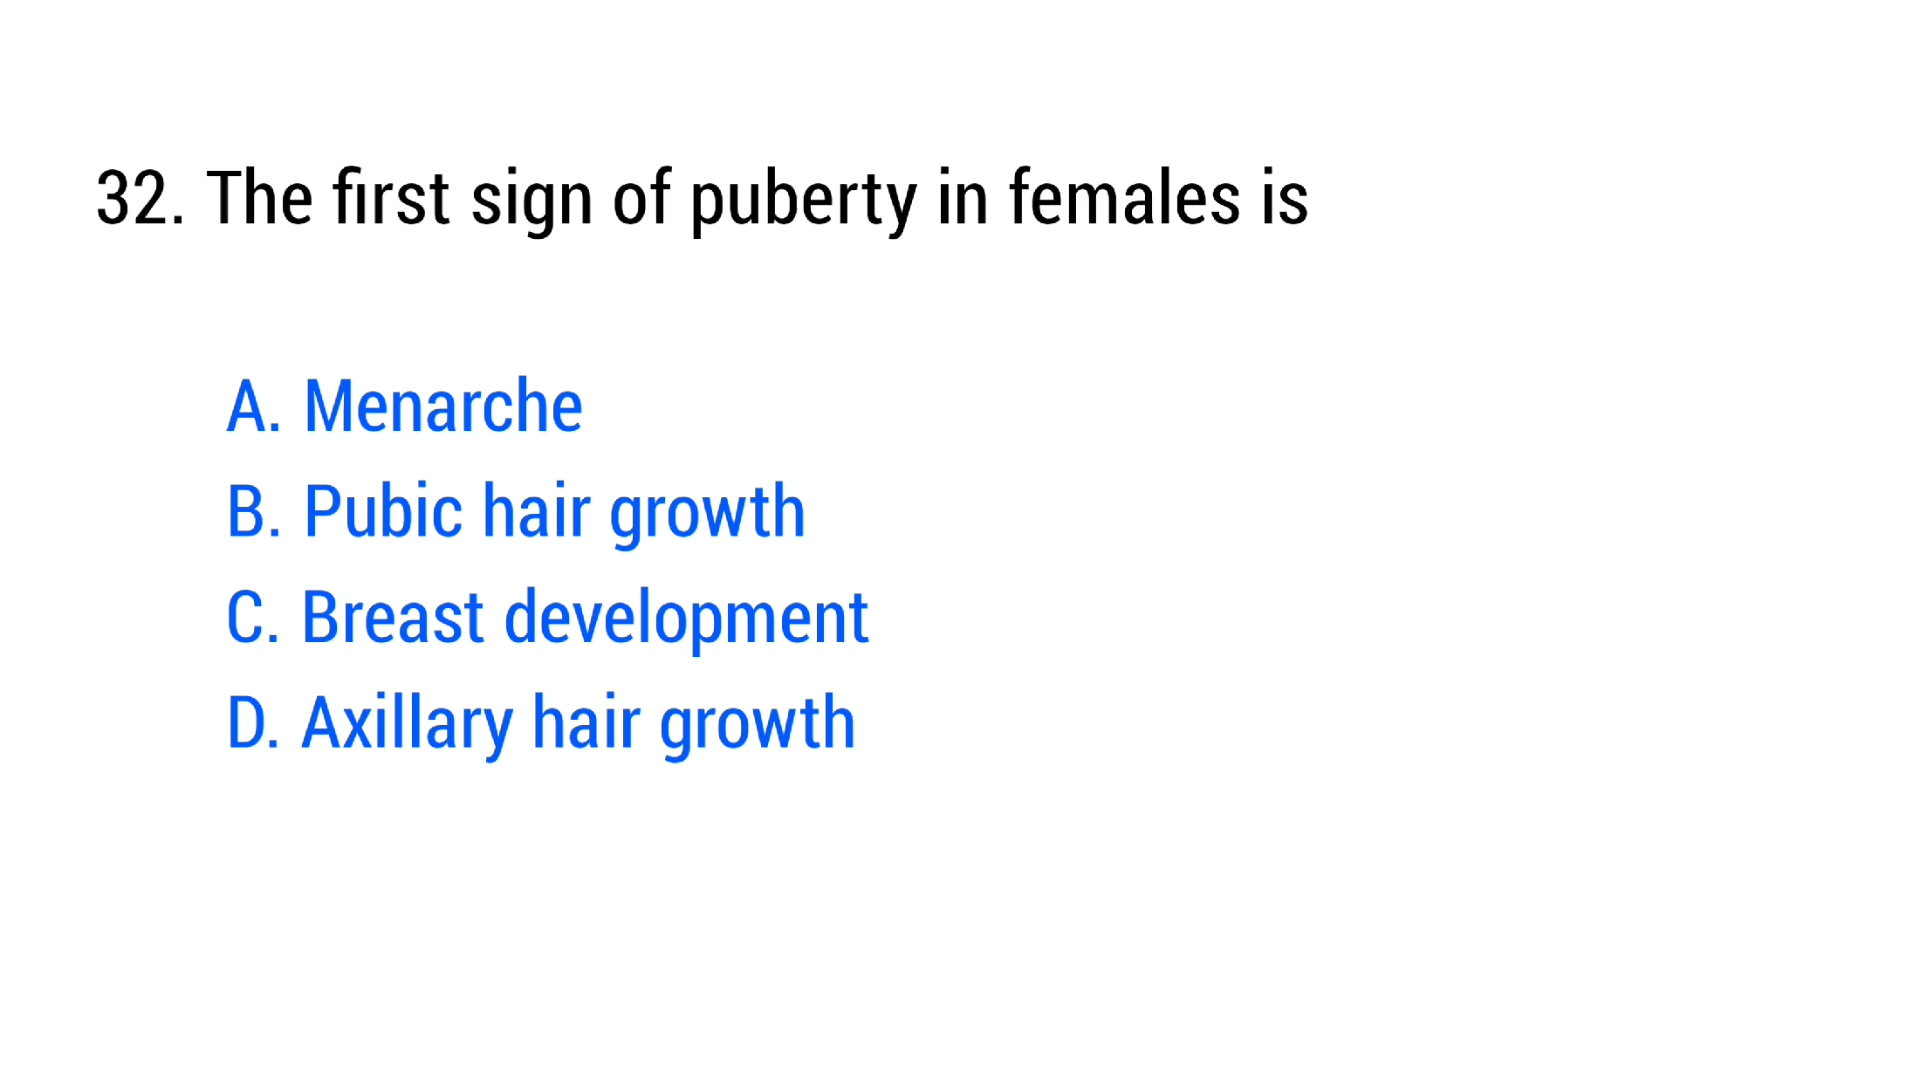 32. The first sign of puberty in females is
A. Menarche
B. Pubic hair growth
C. Breast development
D. Axillary hair growth